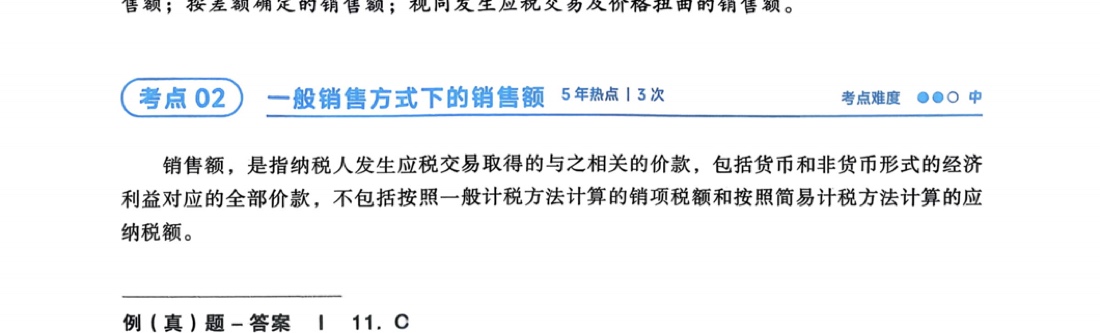 售额；按差额确定的销售额；视同发生应税交易及价格扭曲的销售额。
考点 02 一般销售方式下的销售额 5年热点 | 3次 考点难度 中
销售额，是指纳税人发生应税交易取得的与之相关的价款，包括货币和非货币形式的经济
利益对应的全部价款，不包括按照一般计税方法计算的销项税额和按照简易计税方法计算的应
纳税额。
例（真）题 – 答案 | 11. C